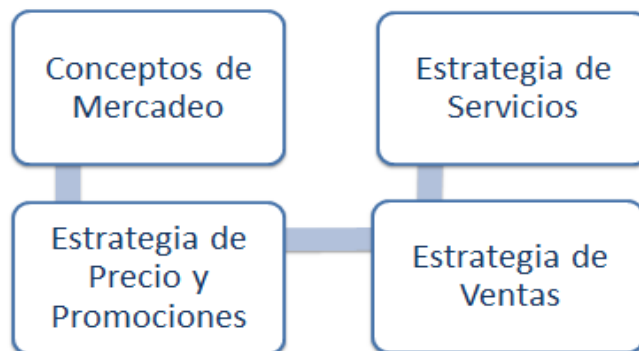 Conceptos de
Mercadeo
Estrategia de
Precio y
Promociones
Estrategia de
Ventas
Estrategia de
Servicios